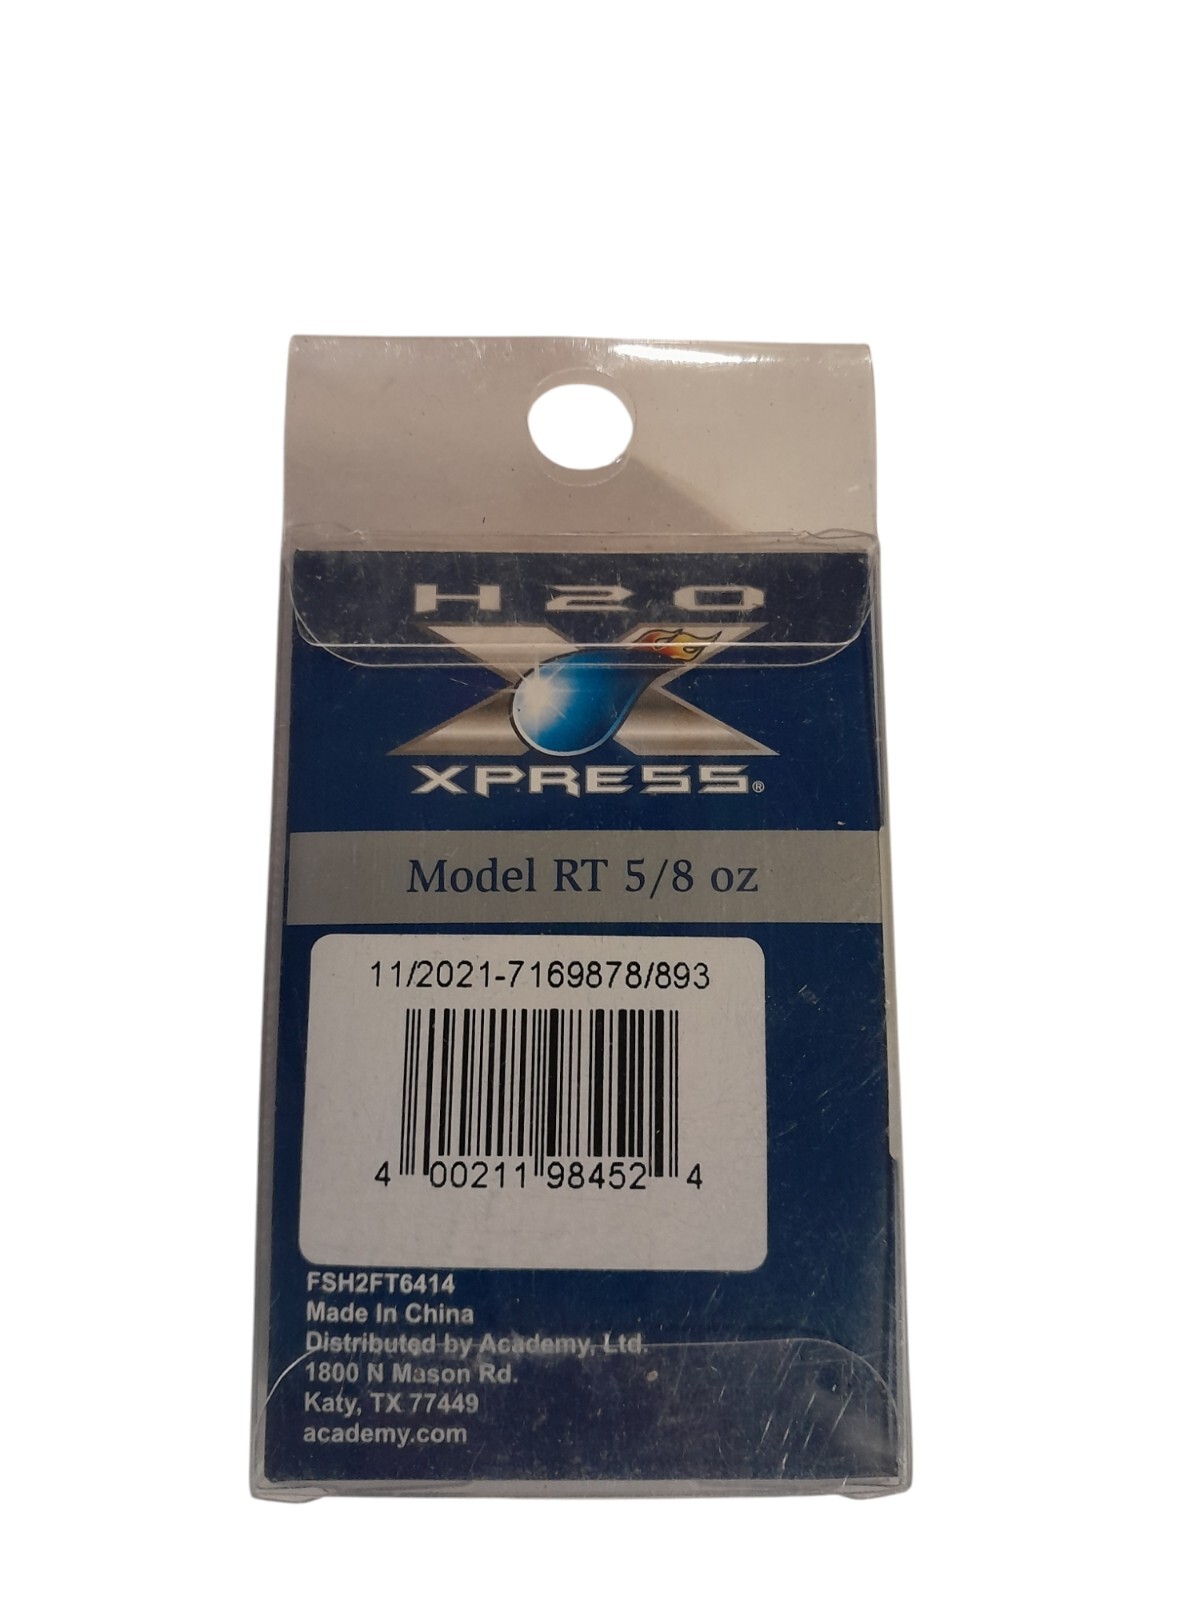 H2O
X
XPRESS®
Model RT 5/8 oz
11/2021-7169878/893
4 00211 98452 4
FSH2FT6414
Made In China
Distributed by Academy, Ltd.
1800 N Mason Rd.
Katy, TX 77449
academy.com